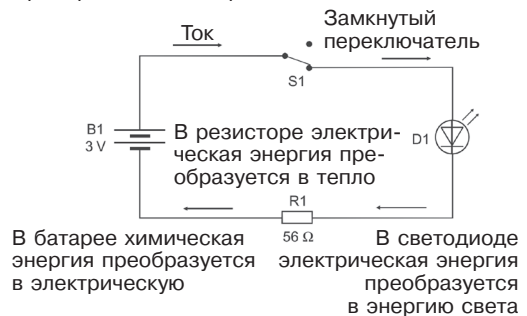 Ток
Замкнутый
переключатель
S1
B1
3 V
В резисторе электри-
ческая энергия пре-
образуется в тепло
D1
R1
56 Ω
В батарее химическая
энергия преобразуется
в электрическую
В светодиоде
электрическая энергия
преобразуется
в энергию света